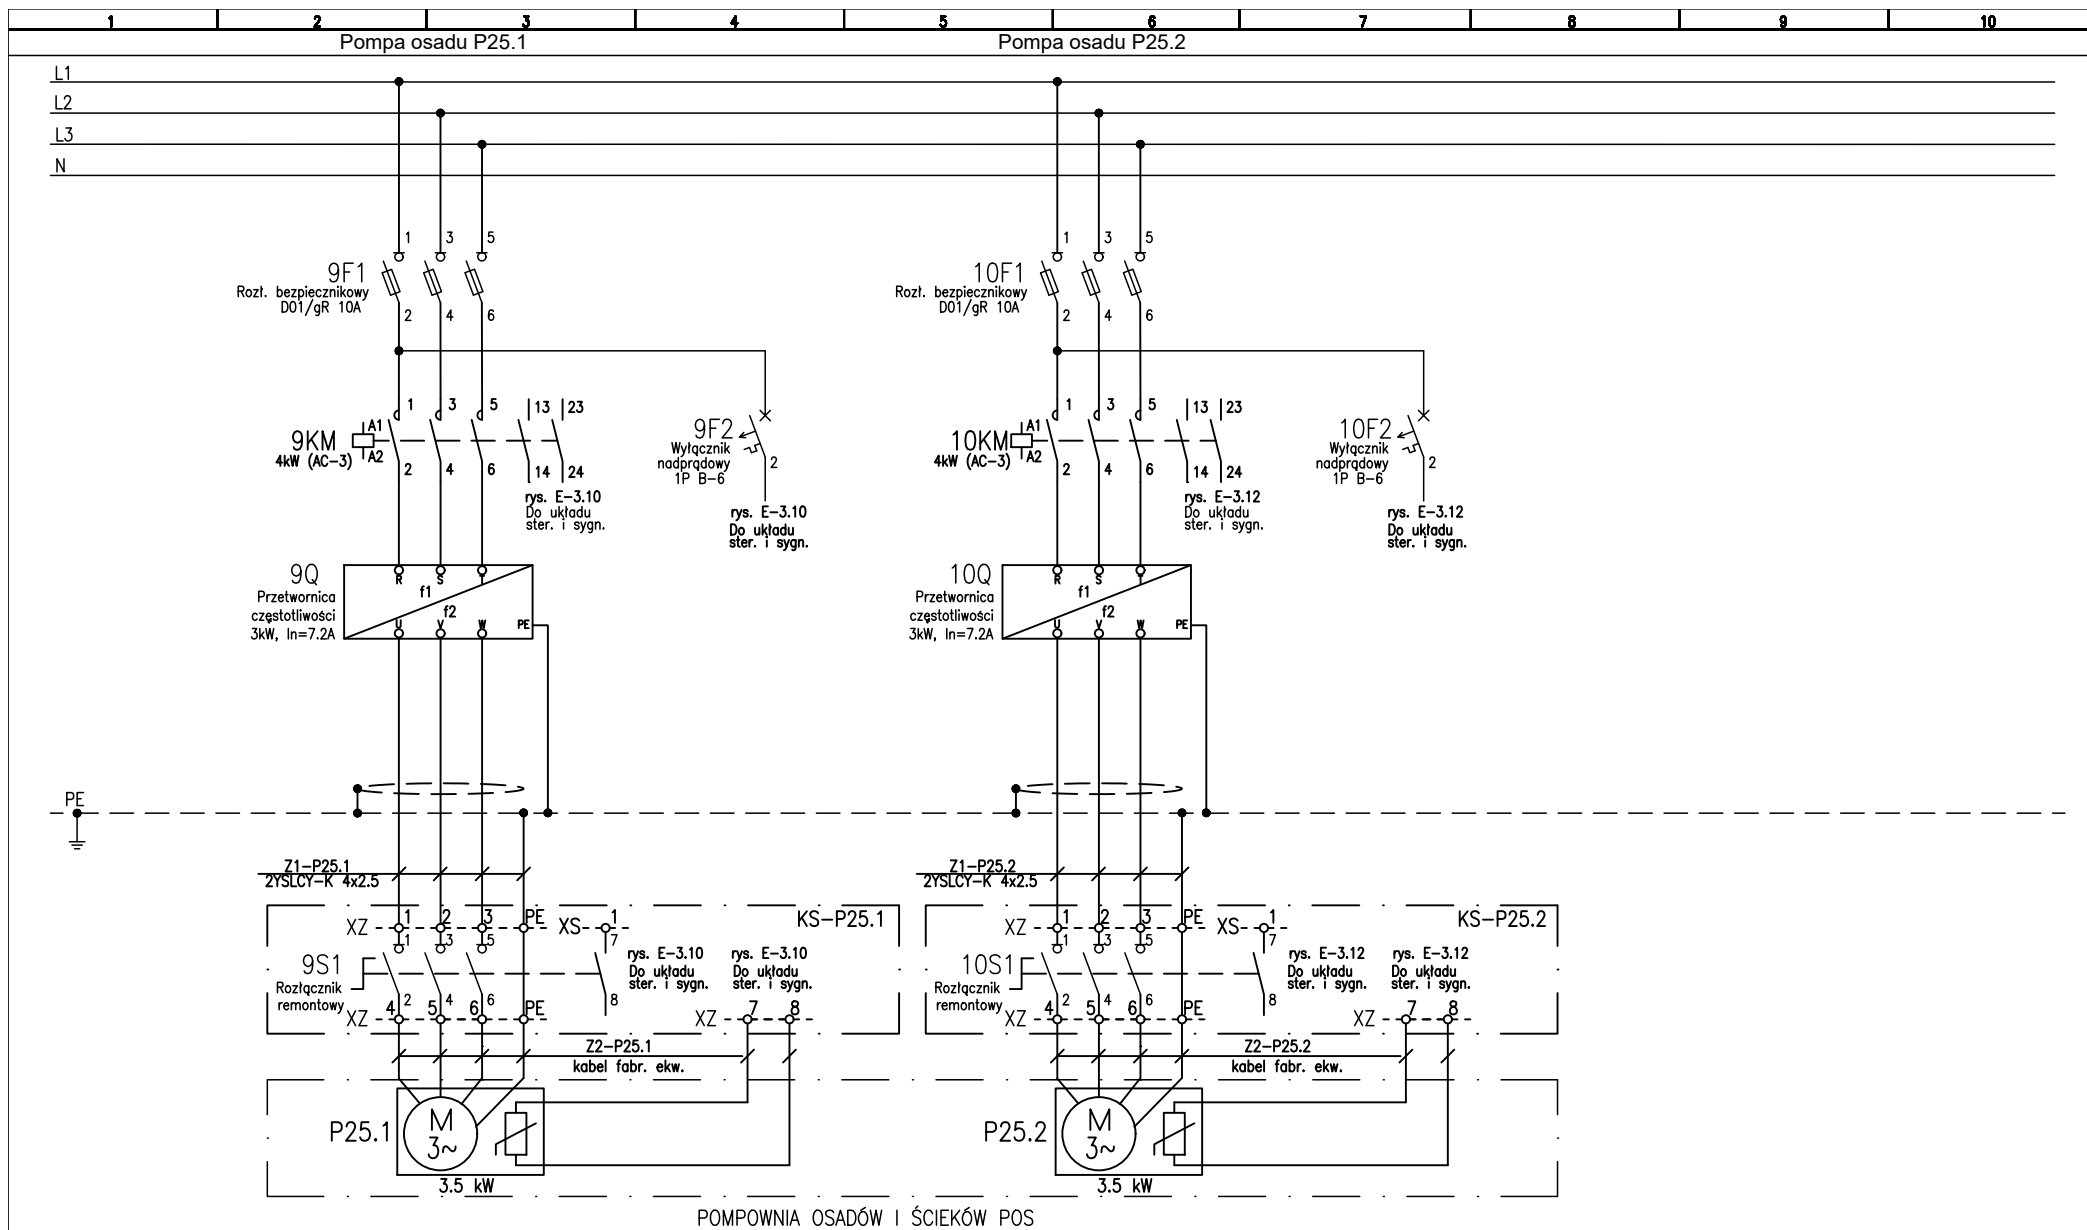 1 2 3 4 5 6 7 8 9 10
Pompa osadu P25.1
Pompa osadu P25.2
L1
L2
L3
N
1 3 5
9F1
Rozł. bezpiecznikowy
D01/gR 10A
2 4 6
1 3 5
13 23
9KM
A1
A2
4kW (AC-3)
2 4 6
14 24
rys. E-3.10
Do układu
ster. i sygn.
9F2
Wyłącznik
nadprądowy
1P B-6
2
rys. E-3.10
Do układu
ster. i sygn.
9Q
Przetwornica
częstotliwości
3kW, In=7.2A
R S T
f1
f2
U V W PE
1 3 5
10F1
Rozł. bezpiecznikowy
D01/gR 10A
2 4 6
1 3 5
13 23
10KM
A1
A2
4kW (AC-3)
2 4 6
14 24
rys. E-3.12
Do układu
ster. i sygn.
10F2
Wyłącznik
nadprądowy
1P B-6
2
rys. E-3.12
Do układu
ster. i sygn.
10Q
Przetwornica
częstotliwości
3kW, In=7.2A
R S T
f1
f2
U V W PE
PE
Z1-P25.1
2YSLCY-K 4x2.5
KS-P25.1
XZ 1 2 3 PE XS 1
1 3 5 7
9S1
Rozłącznik
remontowy
2 4 6 8
rys. E-3.10
Do układu
ster. i sygn.
rys. E-3.10
Do układu
ster. i sygn.
XZ 4 5 6 PE
XZ 7 8
Z2-P25.1
kabel fabr. ekw.
P25.1
M
3~
3.5 kW
Z1-P25.2
2YSLCY-K 4x2.5
KS-P25.2
XZ 1 2 3 PE XS 1
1 3 5 7
10S1
Rozłącznik
remontowy
2 4 6 8
rys. E-3.12
Do układu
ster. i sygn.
rys. E-3.12
Do układu
ster. i sygn.
XZ 4 5 6 PE
XZ 7 8
Z2-P25.2
kabel fabr. ekw.
P25.2
M
3~
3.5 kW
POMPOWNIA OSADÓW I ŚCIEKÓW POS